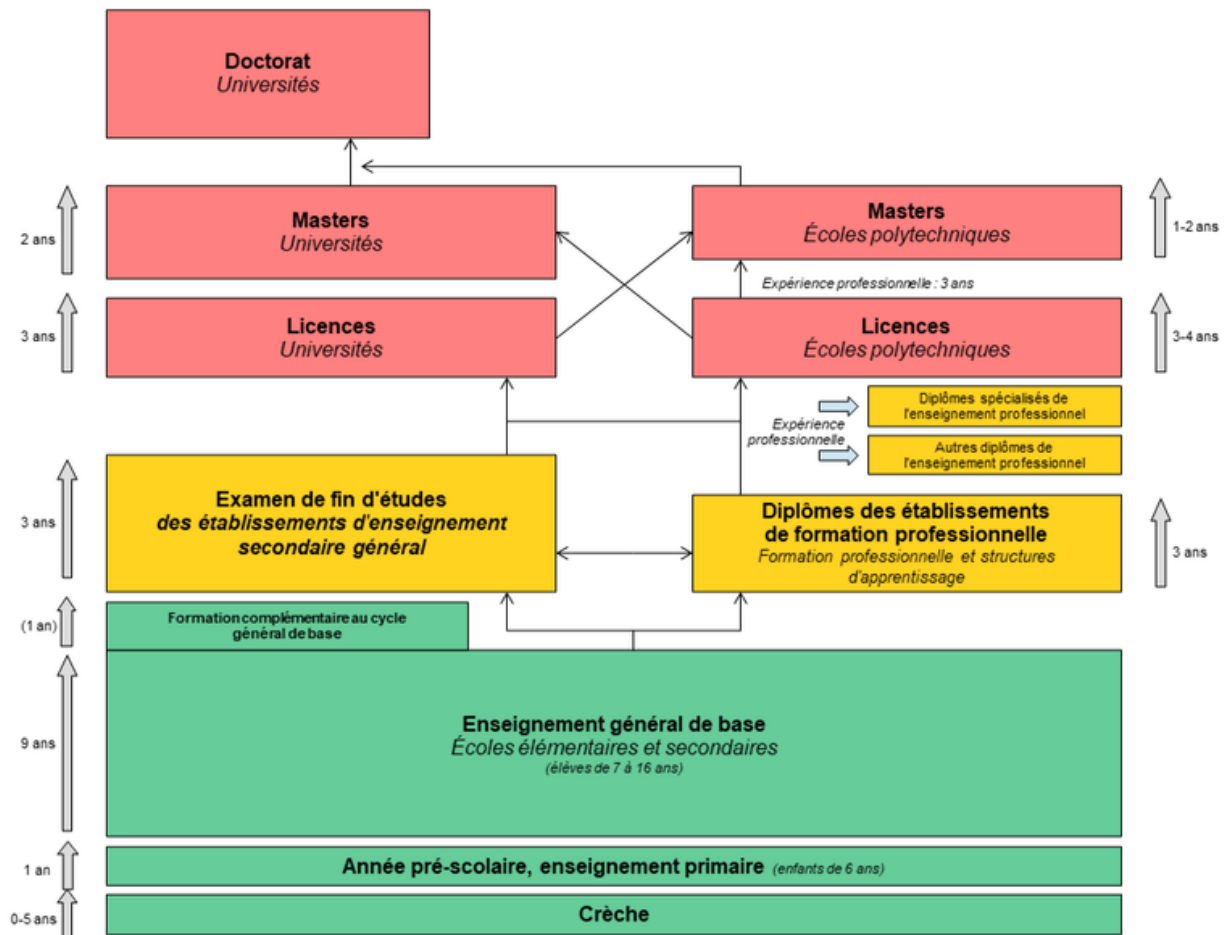 Doctorat
Universités
2 ans
Masters
Universités
Masters
Écoles polytechniques
1-2 ans
Expérience professionnelle : 3 ans
3 ans
Licences
Universités
Licences
Écoles polytechniques
3-4 ans
Diplômes spécialisés de
l'enseignement professionnel
Expérience
professionnelle
Autres diplômes de
l'enseignement professionnel
3 ans
Examen de fin d'études
des établissements d'enseignement
secondaire général
Diplômes des établissements
de formation professionnelle
Formation professionnelle et structures
d'apprentissage
3 ans
(1 an)
Formation complémentaire au cycle
général de base
9 ans
Enseignement général de base
Écoles élémentaires et secondaires
(élèves de 7 à 16 ans)
1 an
Année pré-scolaire, enseignement primaire (enfants de 6 ans)
0-5 ans
Crèche